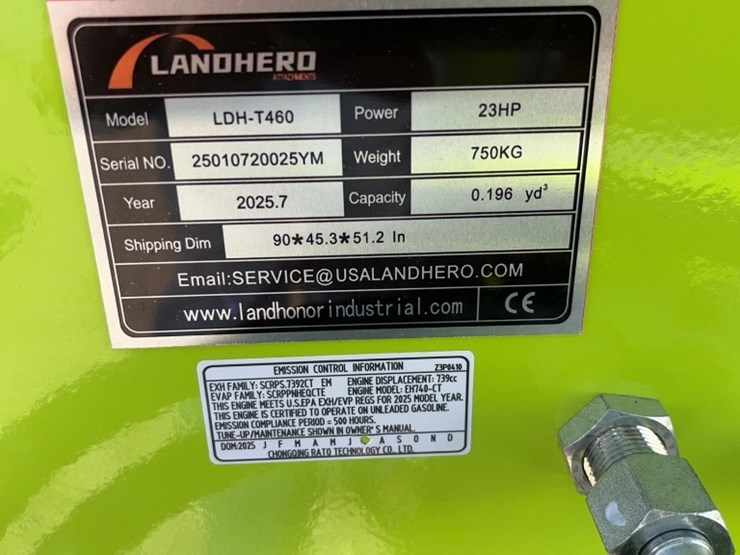 LANDHERO
ATTACHMENTS
Model LDH-T460 Power 23HP
Serial NO. 25010720025YM Weight 750KG
Year 2025.7 Capacity 0.196 yd³
Shipping Dim 90*45.3*51.2 In
Email:SERVICE@USALANDHERO.COM
www.landhonorindustrial.com CE
EMISSION CONTROL INFORMATION Z3P0410
EXH FAMILY: SCRPS.7392CT EM ENGINE DISPLACEMENT: 739cc
EVAP FAMILY: SCRPPNHEQCTE ENGINE MODEL: EH740-CT
THIS ENGINE MEETS U.S.EPA EXH/EVP REGS FOR 2025 MODEL YEAR.
THIS ENGINE IS CERTIFIED TO OPERATE ON UNLEADED GASOLINE.
EMISSION COMPLIANCE PERIOD = 500 HOURS.
TUNE-UP/MAINTENANCE SHOWN IN OWNER'S MANUAL.
DOM:2025 J F M A M J A S O N D
CHONGQING RATO TECHNOLOGY CO., LTD.